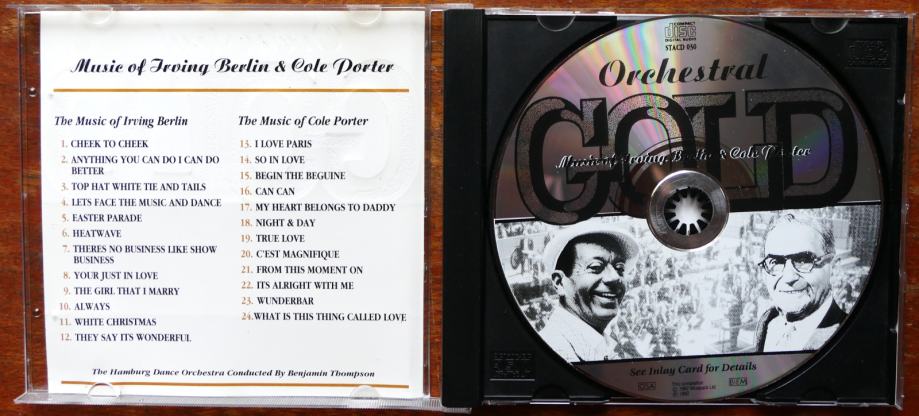 Music of Irving Berlin & Cole Porter
The Music of Irving Berlin
1. CHEEK TO CHEEK
2. ANYTHING YOU CAN DO I CAN DO
BETTER
3. TOP HAT WHITE TIE AND TAILS
4. LETS FACE THE MUSIC AND DANCE
5. EASTER PARADE
6. HEATWAVE
7. THERES NO BUSINESS LIKE SHOW
BUSINESS
8. YOUR JUST IN LOVE
9. THE GIRL THAT I MARRY
10. ALWAYS
11. WHITE CHRISTMAS
12. THEY SAY ITS WONDERFUL
The Music of Cole Porter
13. I LOVE PARIS
14. SO IN LOVE
15. BEGIN THE BEGUINE
16. CAN CAN
17. MY HEART BELONGS TO DADDY
18. NIGHT & DAY
19. TRUE LOVE
20. C'EST MAGNIFIQUE
21. FROM THIS MOMENT ON
22. ITS ALRIGHT WITH ME
23. WUNDERBAR
24.WHAT IS THIS THING CALLED LOVE
The Hamburg Dance Orchestra Conducted By Benjamin Thompson
COMPACT
disc
DIGITAL AUDIO
STACD 050
Orchestral
GOLD
Music of Irving Berlin & Cole Porter
See Inlay Card for Details
BIEM